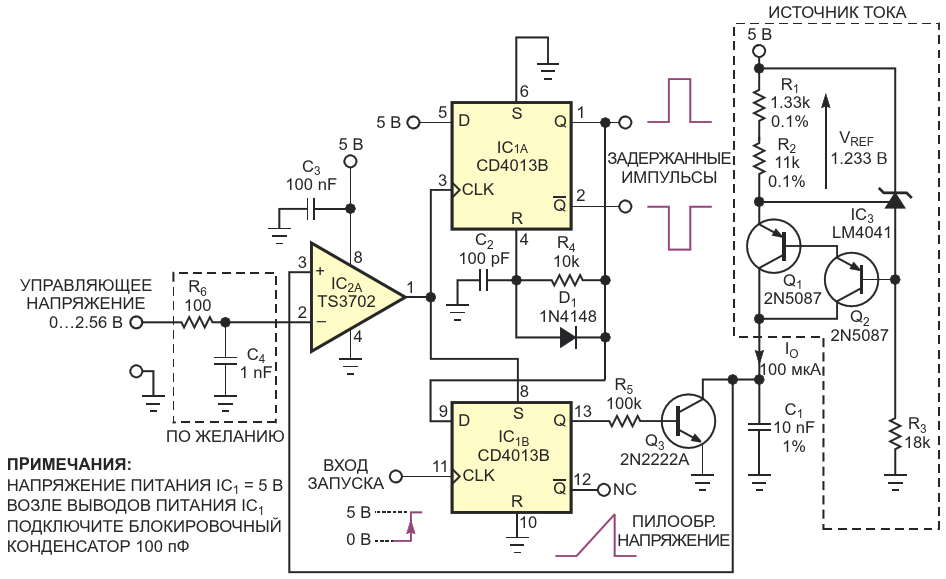 ИСТОЧНИК ТОКА
5 В
R1
1.33k
0.1%
R2
11k
0.1%
VREF
1.233 В
IC3
LM4041
Q1
2N5087
Q2
2N5087
IO
100 мкА
C1
10 nF
1%
R3
18k
6
S
5 В
5
D
Q
1
IC1A
CD4013B
3
CLK
Q
2
R
4
ЗАДЕРЖАННЫЕ
ИМПУЛЬСЫ
C3
100 nF
5 В
C2
100 pF
R4
10k
D1
1N4148
УПРАВЛЯЮЩЕЕ
НАПРЯЖЕНИЕ
0...2.56 В
R6
100
C4
1 nF
ПО ЖЕЛАНИЮ
3
+
8
IC2A
TS3702
1
2
–
4
8
9
D
S
Q
13
IC1B
CD4013B
11
CLK
Q
12
NC
R
10
R5
100k
Q3
2N2222A
ВХОД
ЗАПУСКА
5 В
0 В
ПИЛООБР.
НАПРЯЖЕНИЕ
ПРИМЕЧАНИЯ:
НАПРЯЖЕНИЕ ПИТАНИЯ IC1 = 5 В
ВОЗЛЕ ВЫВОДОВ ПИТАНИЯ IC1
ПОДКЛЮЧИТЕ БЛОКИРОВОЧНЫЙ
КОНДЕНСАТОР 100 пФ